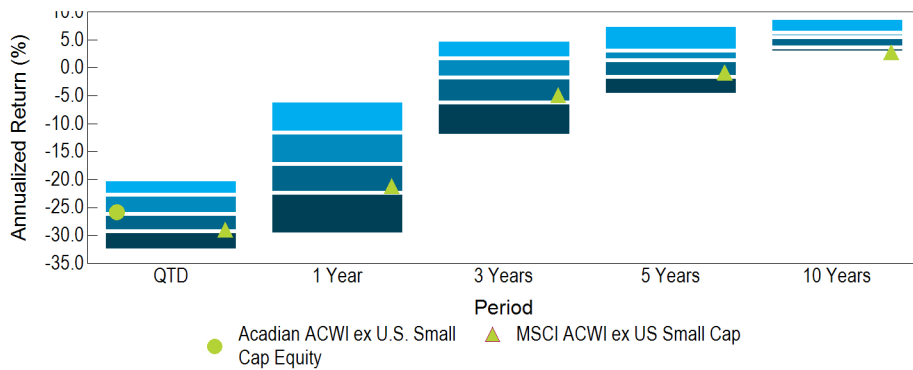 10.0
5.0
0.0
-5.0
-10.0
-15.0
-20.0
-25.0
-30.0
-35.0
Annualized Return (%)
QTD 1 Year 3 Years 5 Years 10 Years
Period
Acadian ACWI ex U.S. Small MSCI ACWI ex US Small Cap
Cap Equity